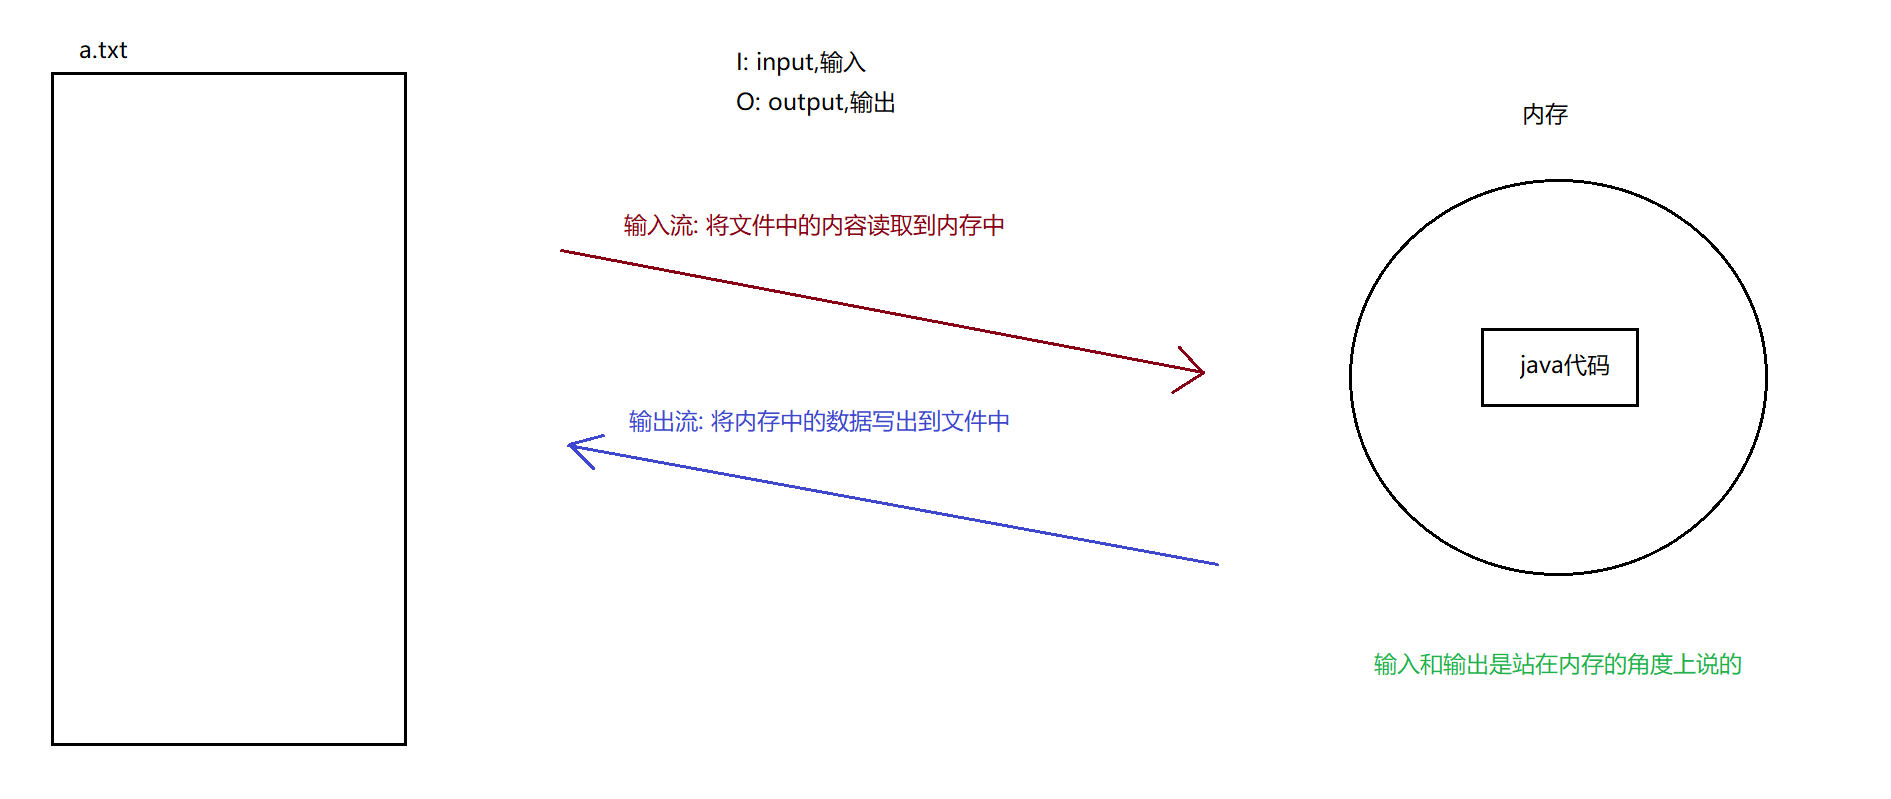 a.txt
I: input,输入
O: output,输出
内存
输入流: 将文件中的内容读取到内存中
java代码
输出流: 将内存中的数据写出到文件中
输入和输出是站在内存的角度上说的